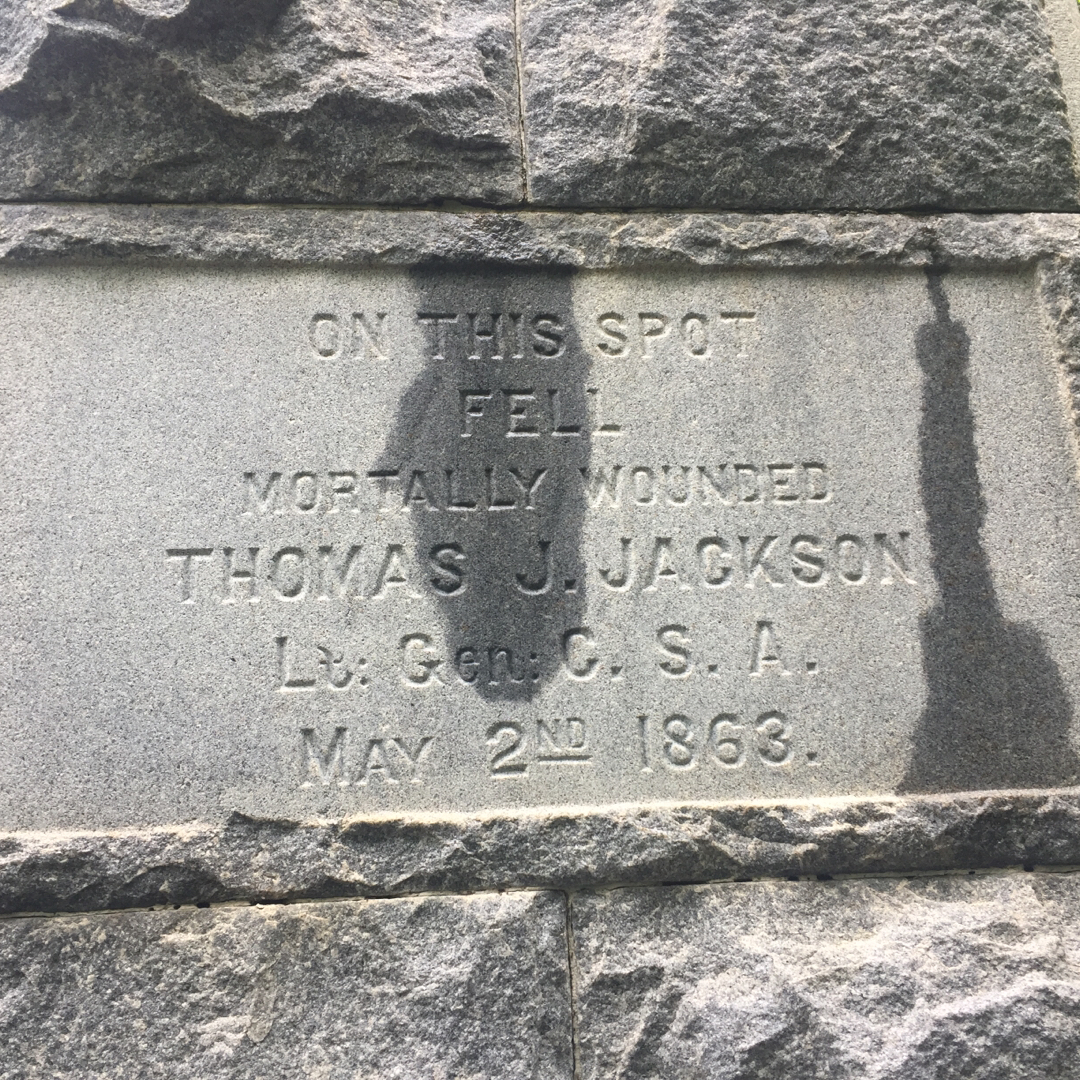 ON THIS SPOT
FELL
MORTALLY WOUNDED
THOMAS J. JACKSON
Lt: Gen: C. S. A.
MAY 2ND 1863.